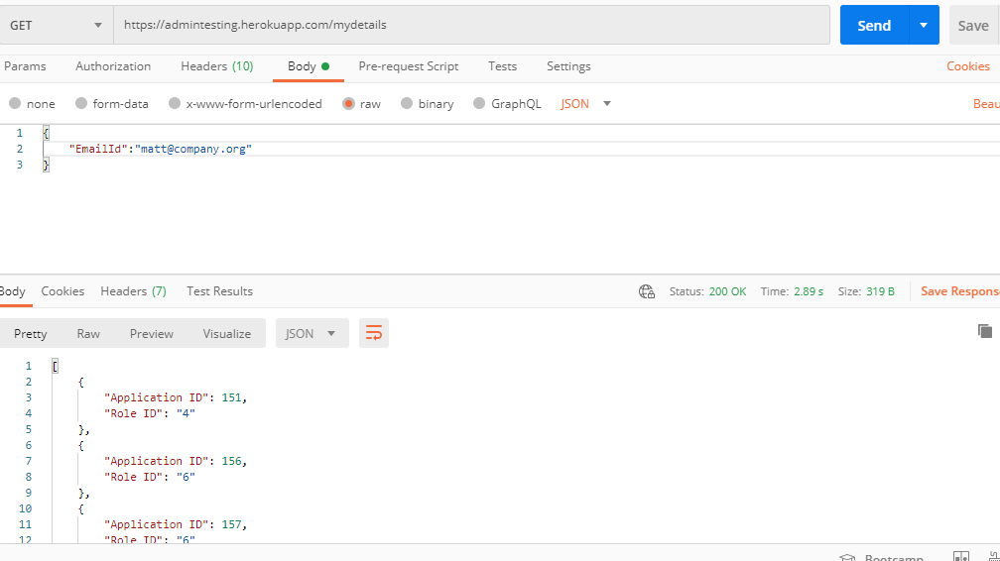 GET https://admintesting.herokuapp.com/mydetails Send Save
Params Authorization Headers (10) Body Pre-request Script Tests Settings Cookies
none form-data x-www-form-urlencoded raw binary GraphQL JSON Beau
1 {
2 "EmailId":"matt@company.org"
3 }
Body Cookies Headers (7) Test Results Status: 200 OK Time: 2.89 s Size: 319 B Save Respons
Pretty Raw Preview Visualize JSON
1 [
2 {
3 "Application ID": 151,
4 "Role ID": "4"
5 },
6 {
7 "Application ID": 156,
8 "Role ID": "6"
9 },
10 {
11 "Application ID": 157,
12 "Role ID": "6"
Bootcamp